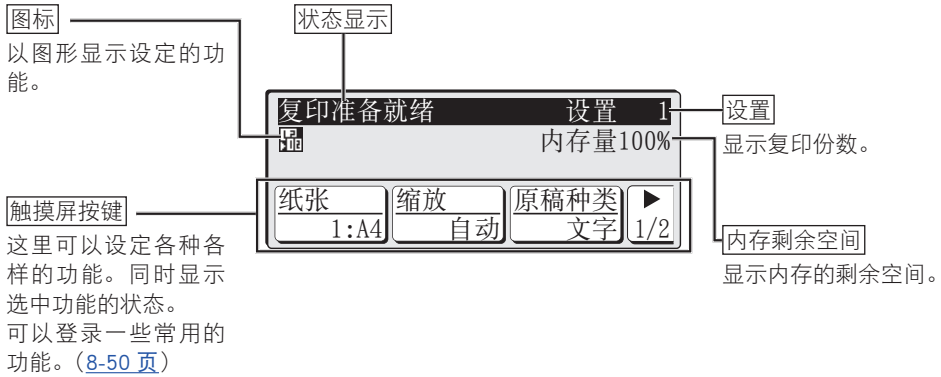 图标
以图形显示设定的功
能。
状态显示
复印准备就绪 设置 1
内存量100%
纸张 缩放 原稿种类 ▶
1:A4 自动 文字 1/2
设置
显示复印份数。
内存剩余空间
显示内存的剩余空间。
触摸屏按键
这里可以设定各种各
样的功能。同时显示
选中功能的状态。
可以登录一些常用的
功能。（8-50 页）